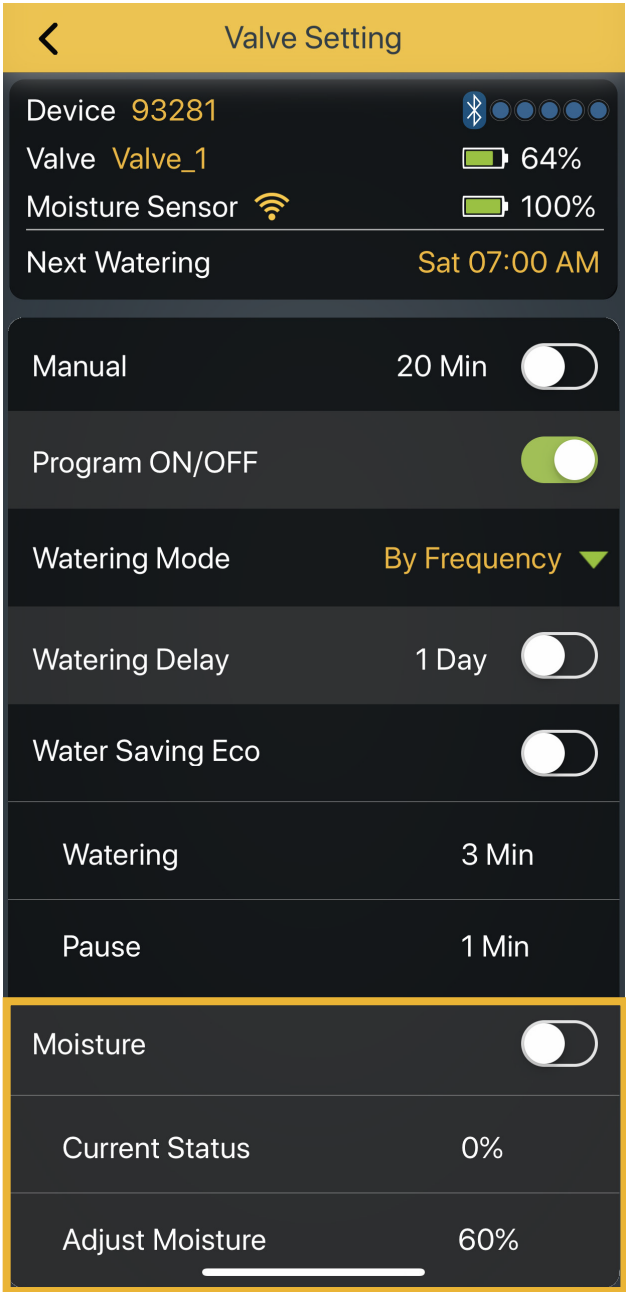 Valve Setting
Device 93281
Valve Valve_1 64%
Moisture Sensor 100%
Next Watering Sat 07:00 AM
Manual 20 Min
Program ON/OFF
Watering Mode By Frequency
Watering Delay 1 Day
Water Saving Eco
Watering 3 Min
Pause 1 Min
Moisture
Current Status 0%
Adjust Moisture 60%